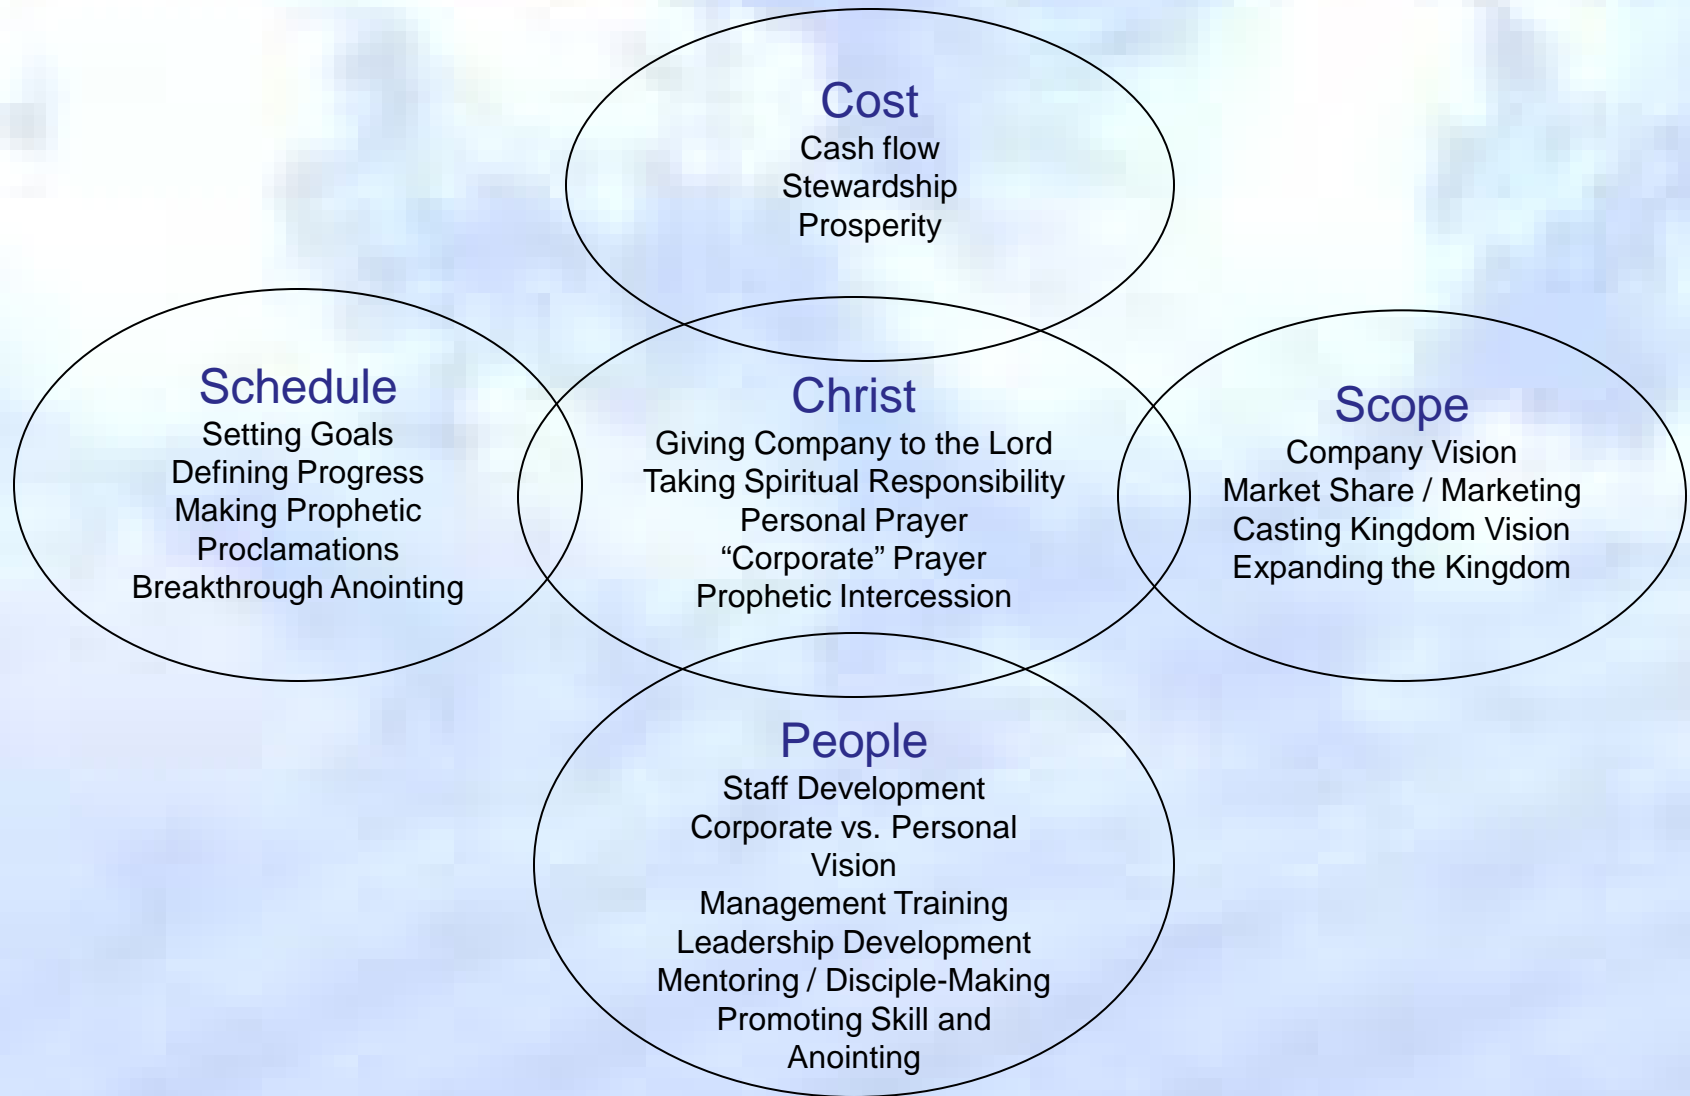 Cost
Cash flow
Stewardship
Prosperity
Schedule
Setting Goals
Defining Progress
Making Prophetic
Proclamations
Breakthrough Anointing
Christ
Giving Company to the Lord
Taking Spiritual Responsibility
Personal Prayer
“Corporate” Prayer
Prophetic Intercession
Scope
Company Vision
Market Share / Marketing
Casting Kingdom Vision
Expanding the Kingdom
People
Staff Development
Corporate vs. Personal
Vision
Management Training
Leadership Development
Mentoring / Disciple-Making
Promoting Skill and
Anointing